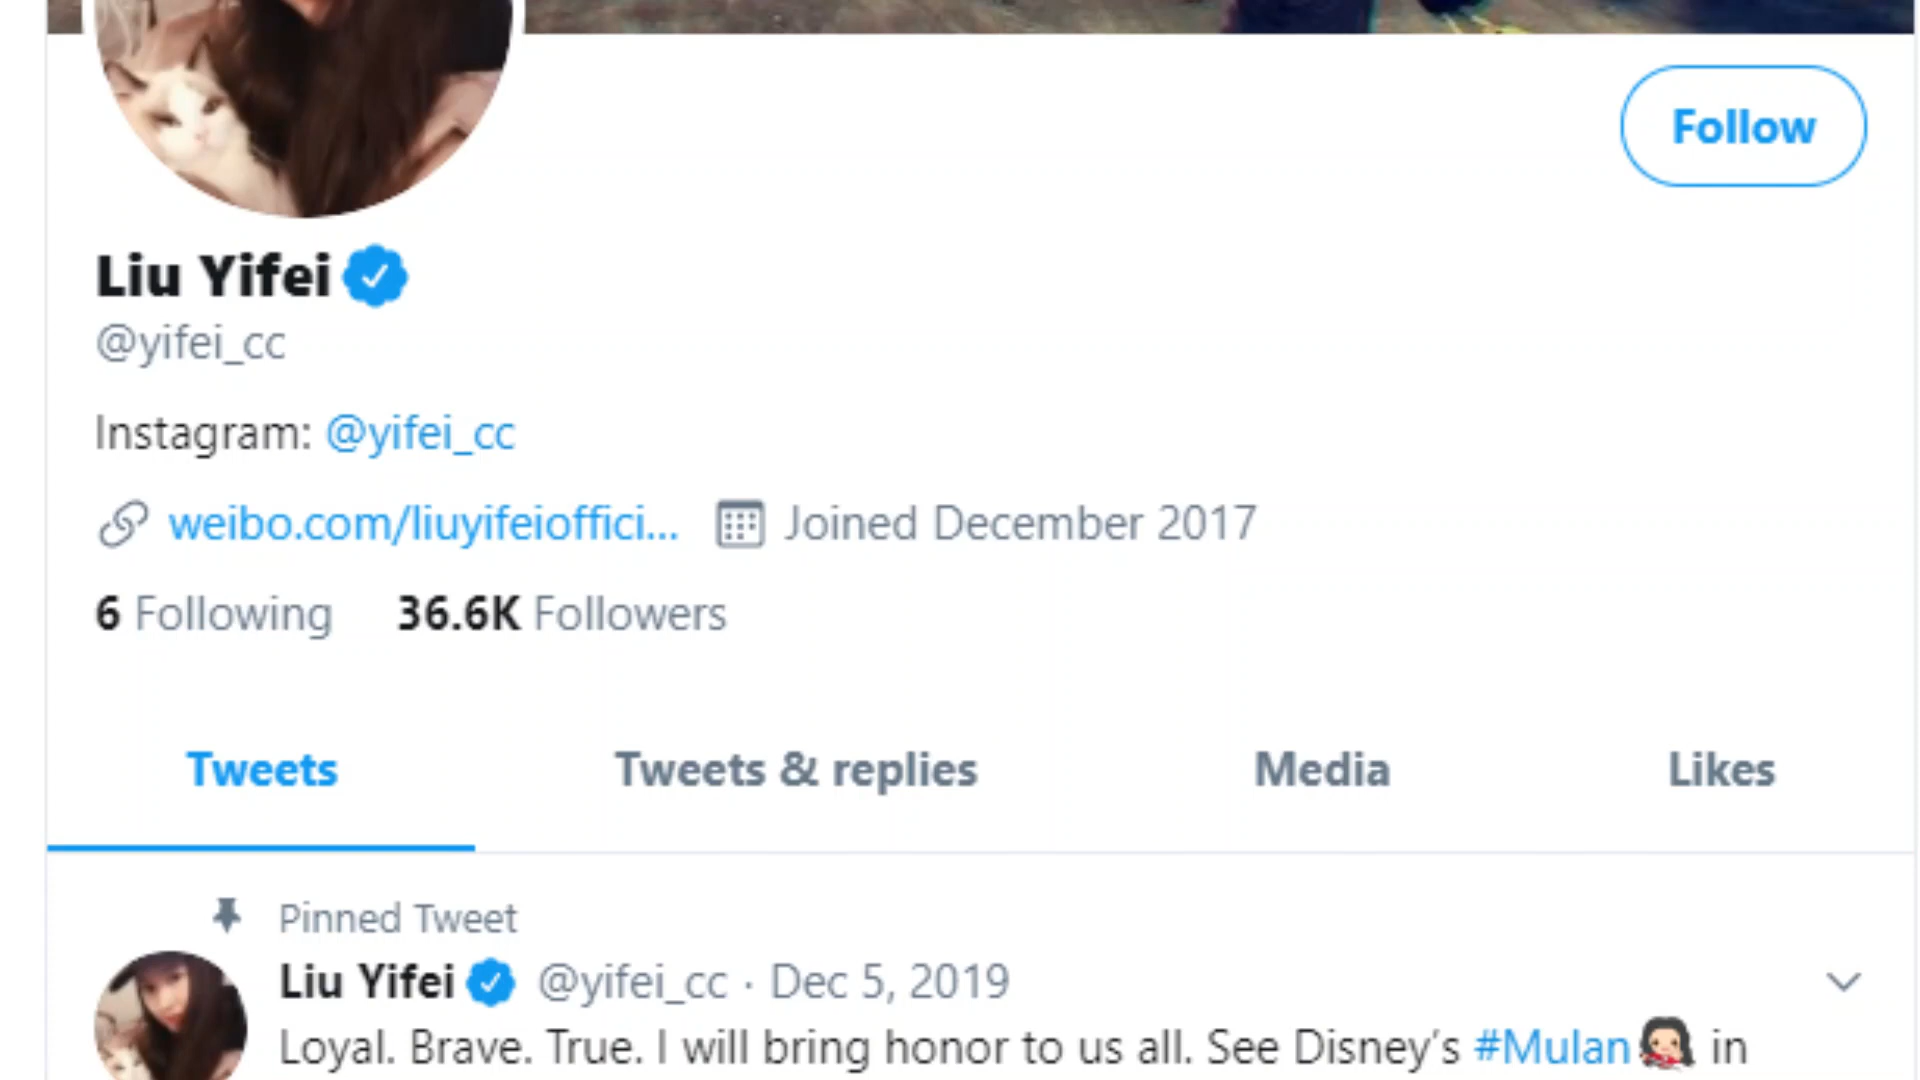 Follow
Liu Yifei
@yifei_cc
Instagram: @yifei_cc
weibo.com/liuyifeioffici... Joined December 2017
6 Following 36.6K Followers
Tweets Tweets & replies Media Likes
Pinned Tweet
Liu Yifei @yifei_cc · Dec 5, 2019
Loyal. Brave. True. I will bring honor to us all. See Disney’s #Mulan in